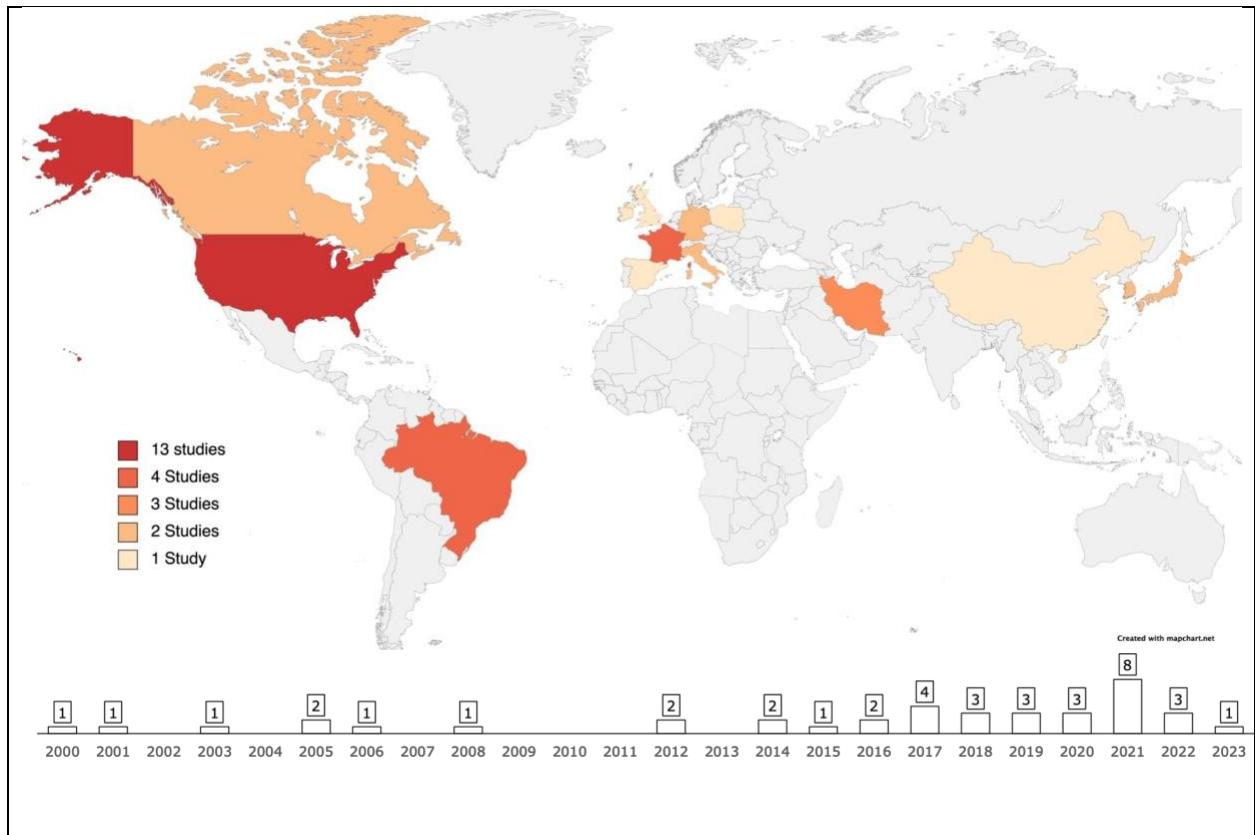 13 studies
4 Studies
3 Studies
2 Studies
1 Study
Created with mapchart.net
1 1 1 2 1 1 2 2 1 2 4 3 3 3 8 3 1
2000 2001 2002 2003 2004 2005 2006 2007 2008 2009 2010 2011 2012 2013 2014 2015 2016 2017 2018 2019 2020 2021 2022 2023